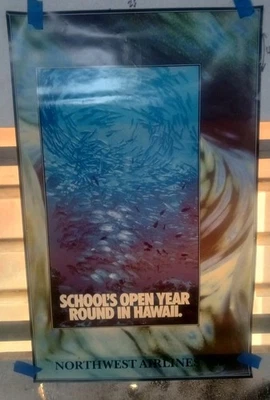 SCHOOL'S OPEN YEAR
ROUND IN HAWAII.
NORTHWEST AIRLINES